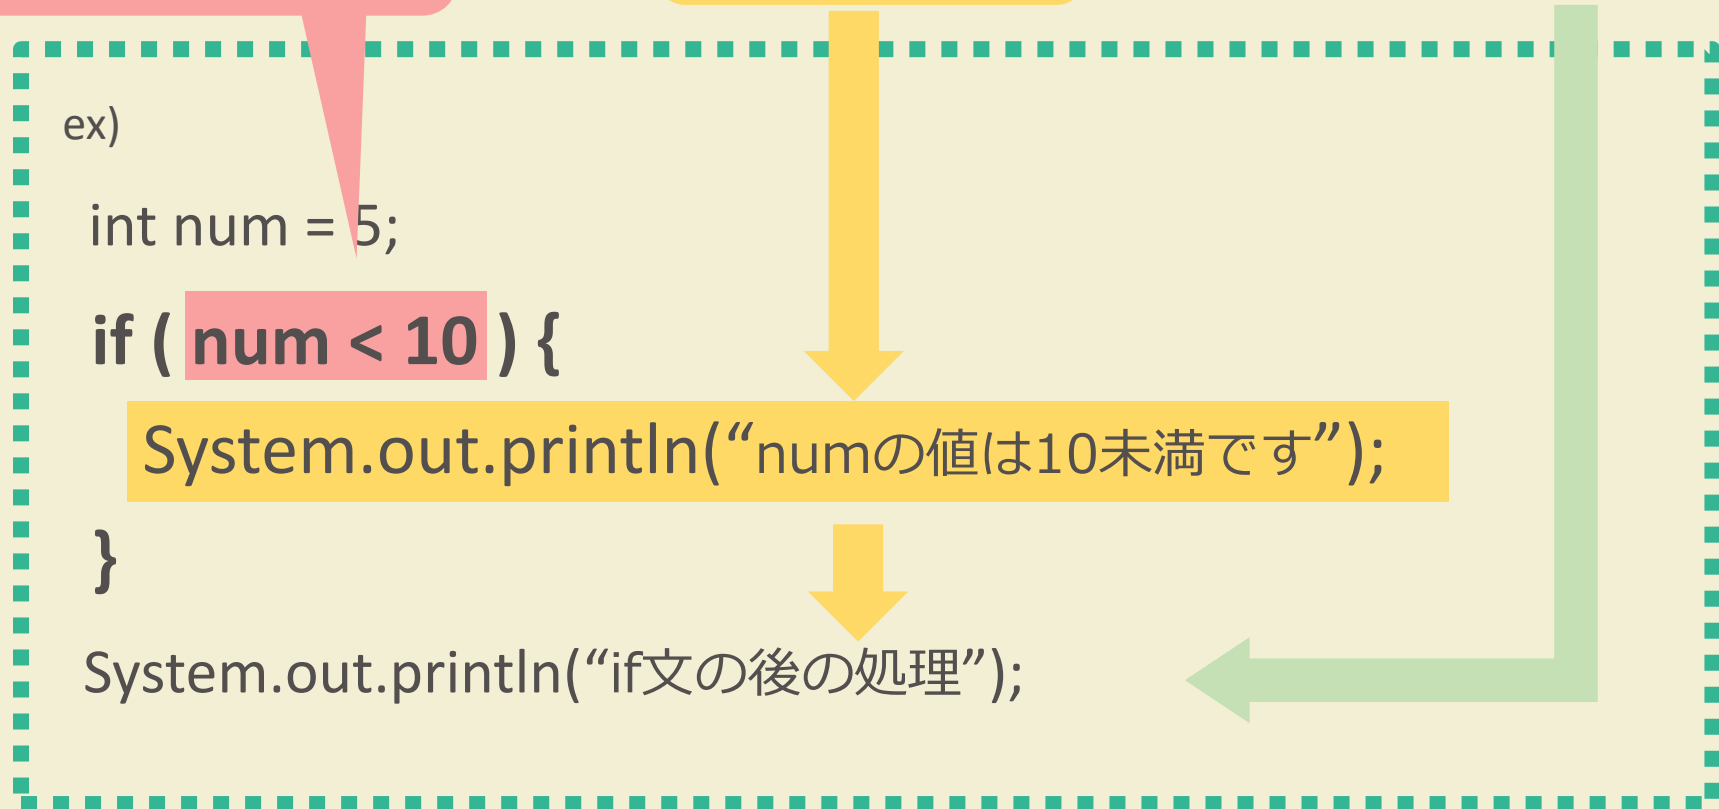 ex)
int num = 5;
if ( num < 10 ) {
System.out.println(“numの値は10未満です”);
}
System.out.println(“if文の後の処理”);